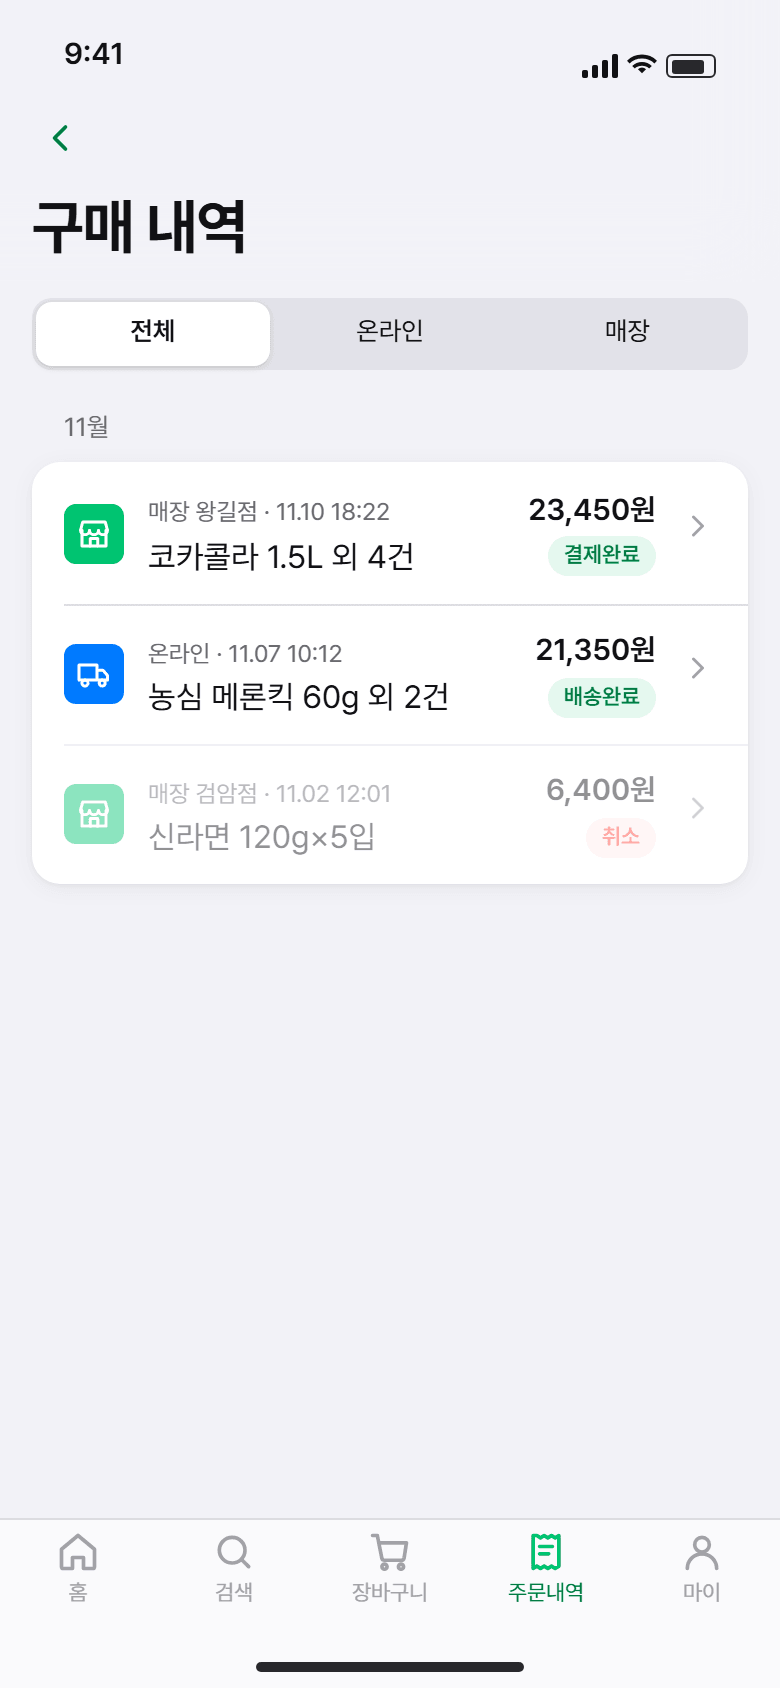 9:41
구매 내역
전체 온라인 매장
11월
매장 왕길점 · 11.10 18:22
코카콜라 1.5L 외 4건
23,450원
결제완료
온라인 · 11.07 10:12
농심 메론킥 60g 외 2건
21,350원
배송완료
매장 검암점 · 11.02 12:01
신라면 120g×5입
6,400원
취소
홈 검색 장바구니 주문내역 마이